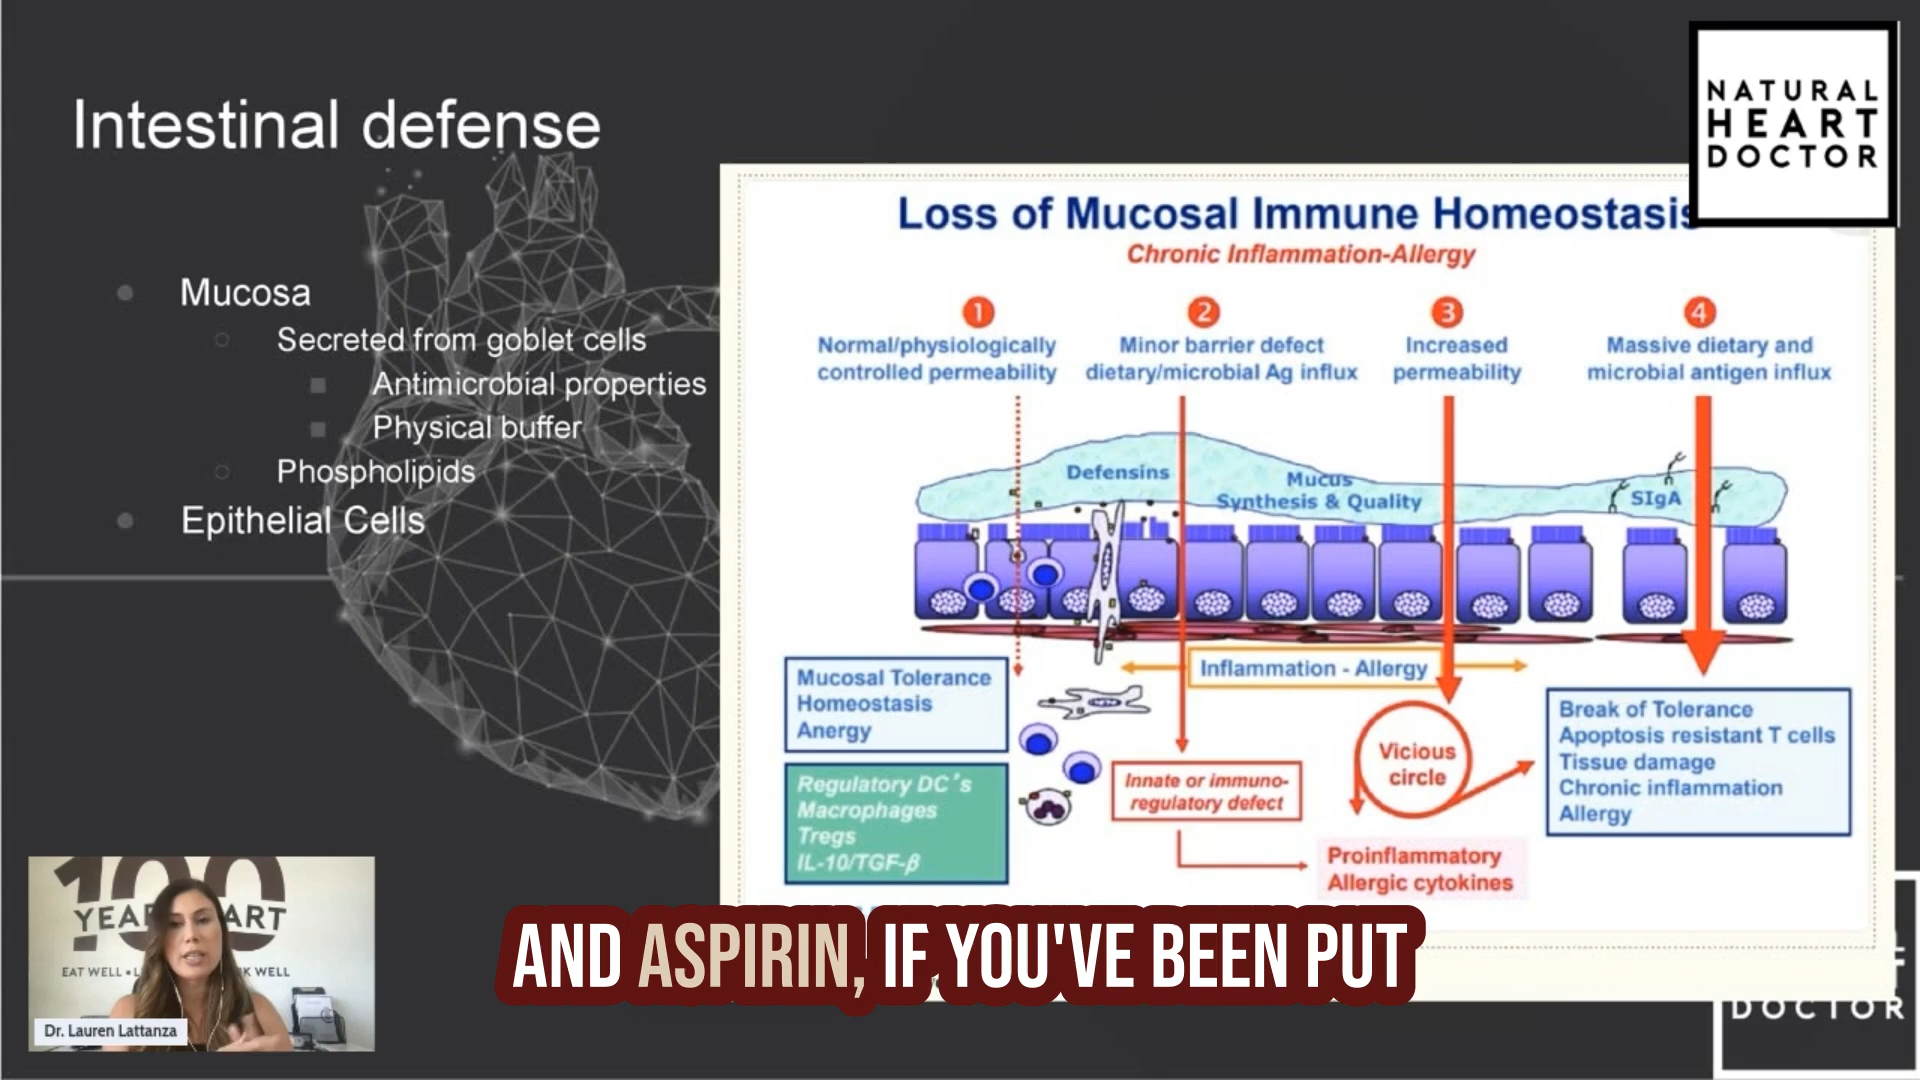 Intestinal defense
Mucosa
Secreted from goblet cells
Antimicrobial properties
Physical buffer
Phospholipids
Epithelial Cells
NATURAL
HEART
DOCTOR
Loss of Mucosal Immune Homeostasis
Chronic Inflammation-Allergy
1
Normal/physiologically
controlled permeability
2
Minor barrier defect
dietary/microbial Ag influx
3
Increased
permeability
4
Massive dietary and
microbial antigen influx
Defensins
Mucus
Synthesis & Quality
SIgA
Inflammation - Allergy
Mucosal Tolerance
Homeostasis
Anergy
Regulatory DC's
Macrophages
Tregs
IL-10/TGF-β
Innate or immuno-
regulatory defect
Vicious
circle
Proinflammatory
Allergic cytokines
Break of Tolerance
Apoptosis resistant T cells
Tissue damage
Chronic inflammation
Allergy
100
YEAR HEART
EAT WELL
WELL
Dr. Lauren Lattanza
AND ASPIRIN, IF YOU'VE BEEN PUT
DOCTOR